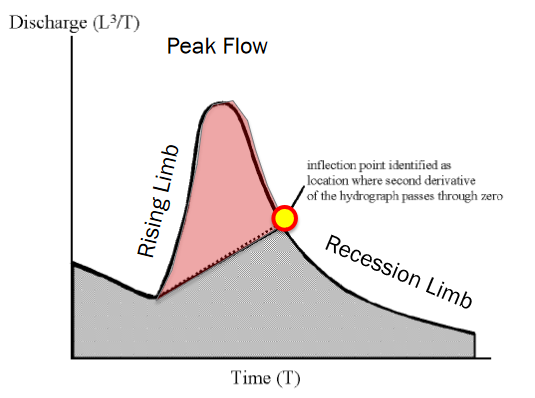 Discharge (L³/T)
Peak Flow
Rising Limb
inflection point identified as
location where second derivative
of the hydrograph passes through zero
Recession Limb
Time (T)